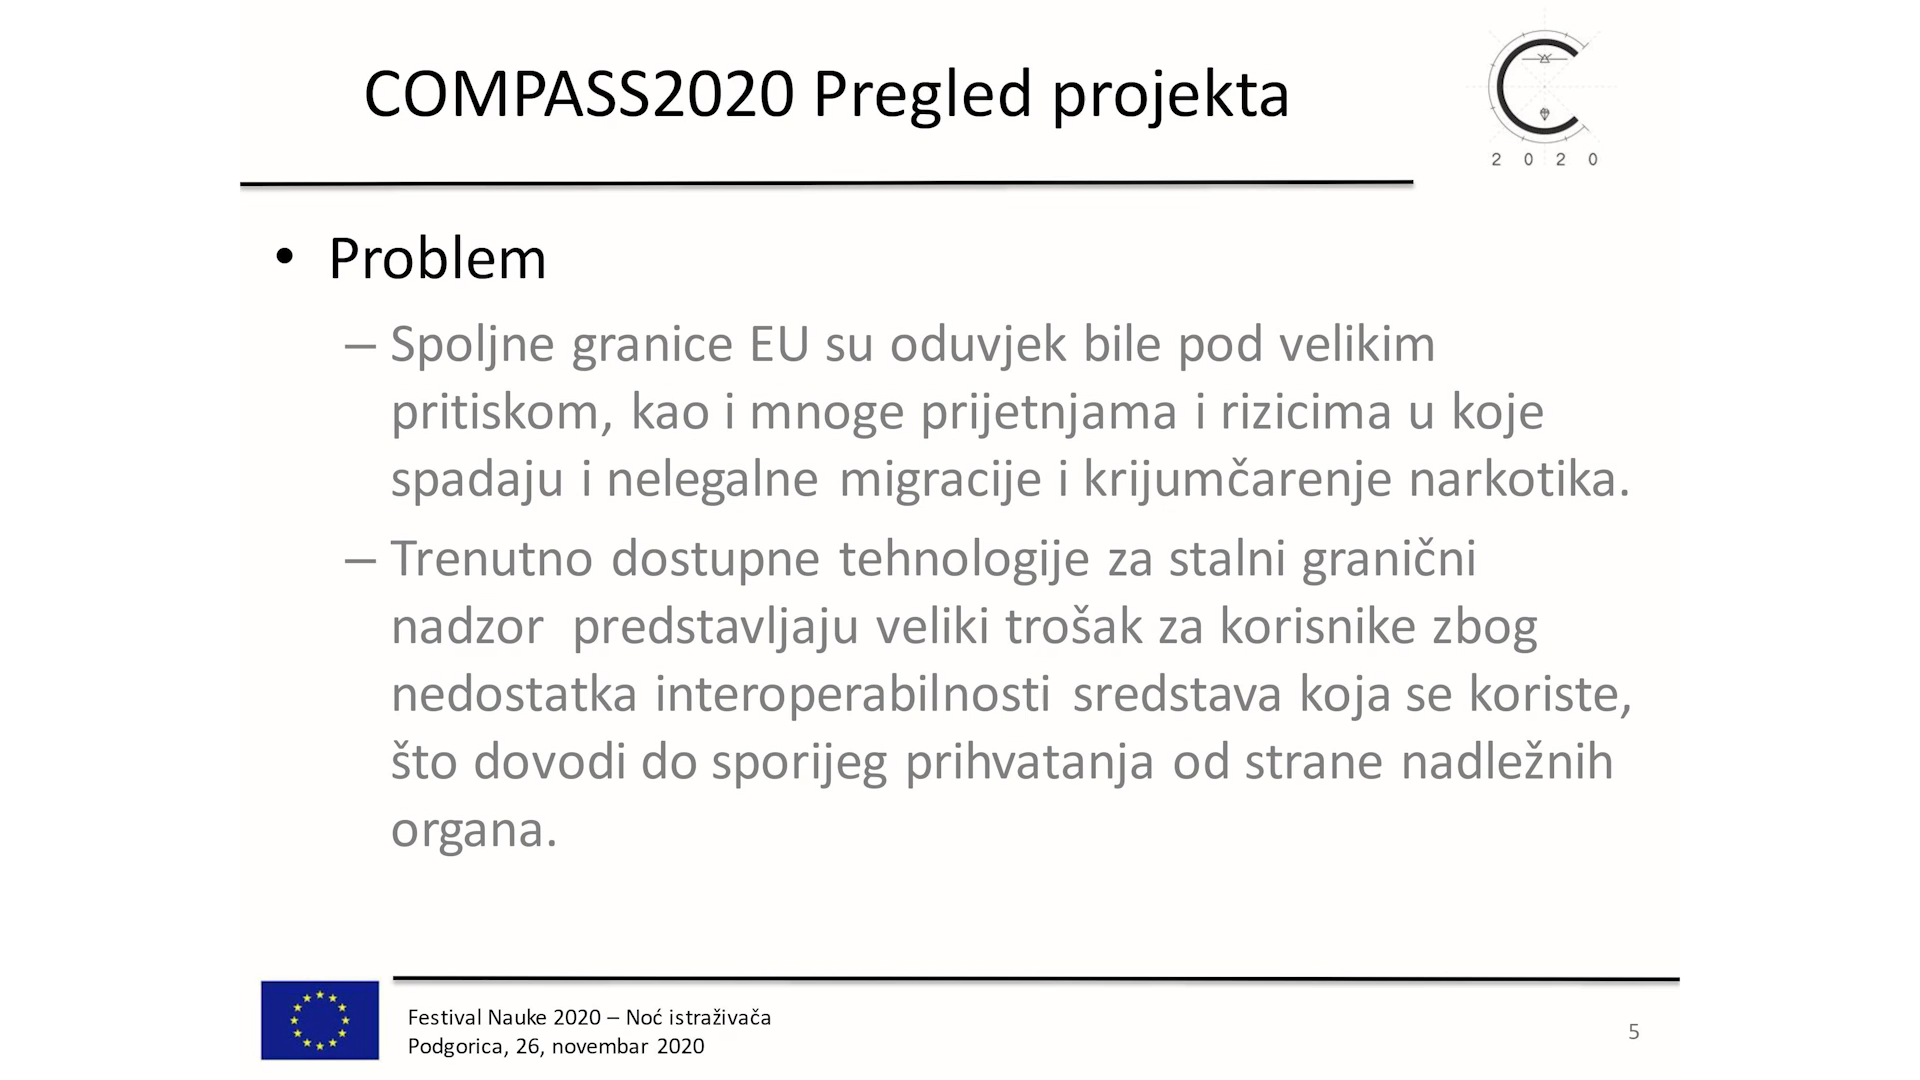 COMPASS2020 Pregled projekta
2 0 2 0
• Problem
– Spoljne granice EU su oduvjek bile pod velikim
pritiskom, kao i mnoge prijetnjama i rizicima u koje
spadaju i nelegalne migracije i krijumčarenje narkotika.
– Trenutno dostupne tehnologije za stalni granični
nadzor predstavljaju veliki trošak za korisnike zbog
nedostatka interoperabilnosti sredstava koja se koriste,
što dovodi do sporijeg prihvatanja od strane nadležnih
organa.
Festival Nauke 2020 – Noć istraživača
Podgorica, 26, novembar 2020
5